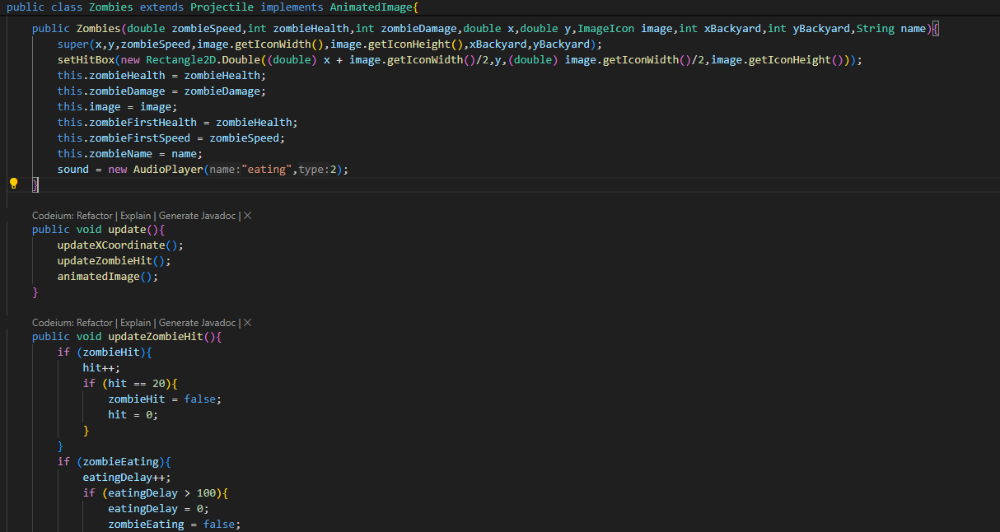 public class Zombies extends Projectile implements AnimatedImage{
public Zombies(double zombieSpeed,int zombieHealth,int zombieDamage,double x,double y,ImageIcon image,int xBackyard,int yBackyard,String name){
super(x,y,zombieSpeed,image.getIconWidth(),image.getIconHeight(),xBackyard,yBackyard);
setHitBox(new Rectangle2D.Double((double) x + image.getIconWidth()/2,y,(double) image.getIconWidth()/2,image.getIconHeight()));
this.zombieHealth = zombieHealth;
this.zombieDamage = zombieDamage;
this.image = image;
this.zombieFirstHealth = zombieHealth;
this.zombieFirstSpeed = zombieSpeed;
this.zombieName = name;
sound = new AudioPlayer(name:"eating",type:2);
}
Codeium: Refactor | Explain | Generate Javadoc | ×
public void update(){
updateXCoordinate();
updateZombieHit();
animatedImage();
}
Codeium: Refactor | Explain | Generate Javadoc | ×
public void updateZombieHit(){
if (zombieHit){
hit++;
if (hit == 20){
zombieHit = false;
hit = 0;
}
}
if (zombieEating){
eatingDelay++;
if (eatingDelay > 100){
eatingDelay = 0;
zombieEating = false;